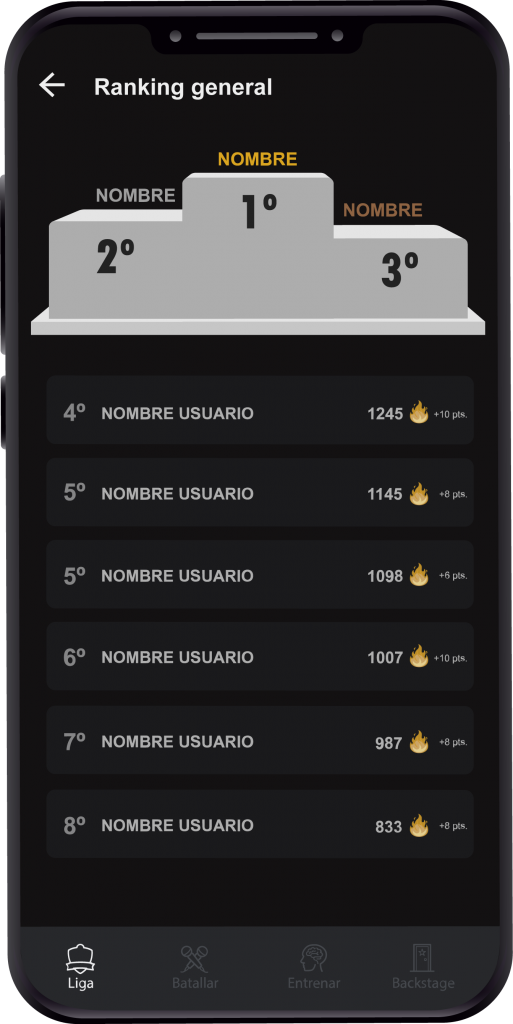 Ranking general
NOMBRE
NOMBRE
NOMBRE
1º
2º
3º
4º NOMBRE USUARIO 1245 +10 pts.
5º NOMBRE USUARIO 1145 +8 pts.
5º NOMBRE USUARIO 1098 +6 pts.
6º NOMBRE USUARIO 1007 +10 pts.
7º NOMBRE USUARIO 987 +8 pts.
8º NOMBRE USUARIO 833 +8 pts.
Liga Batallar Entrenar Backstage